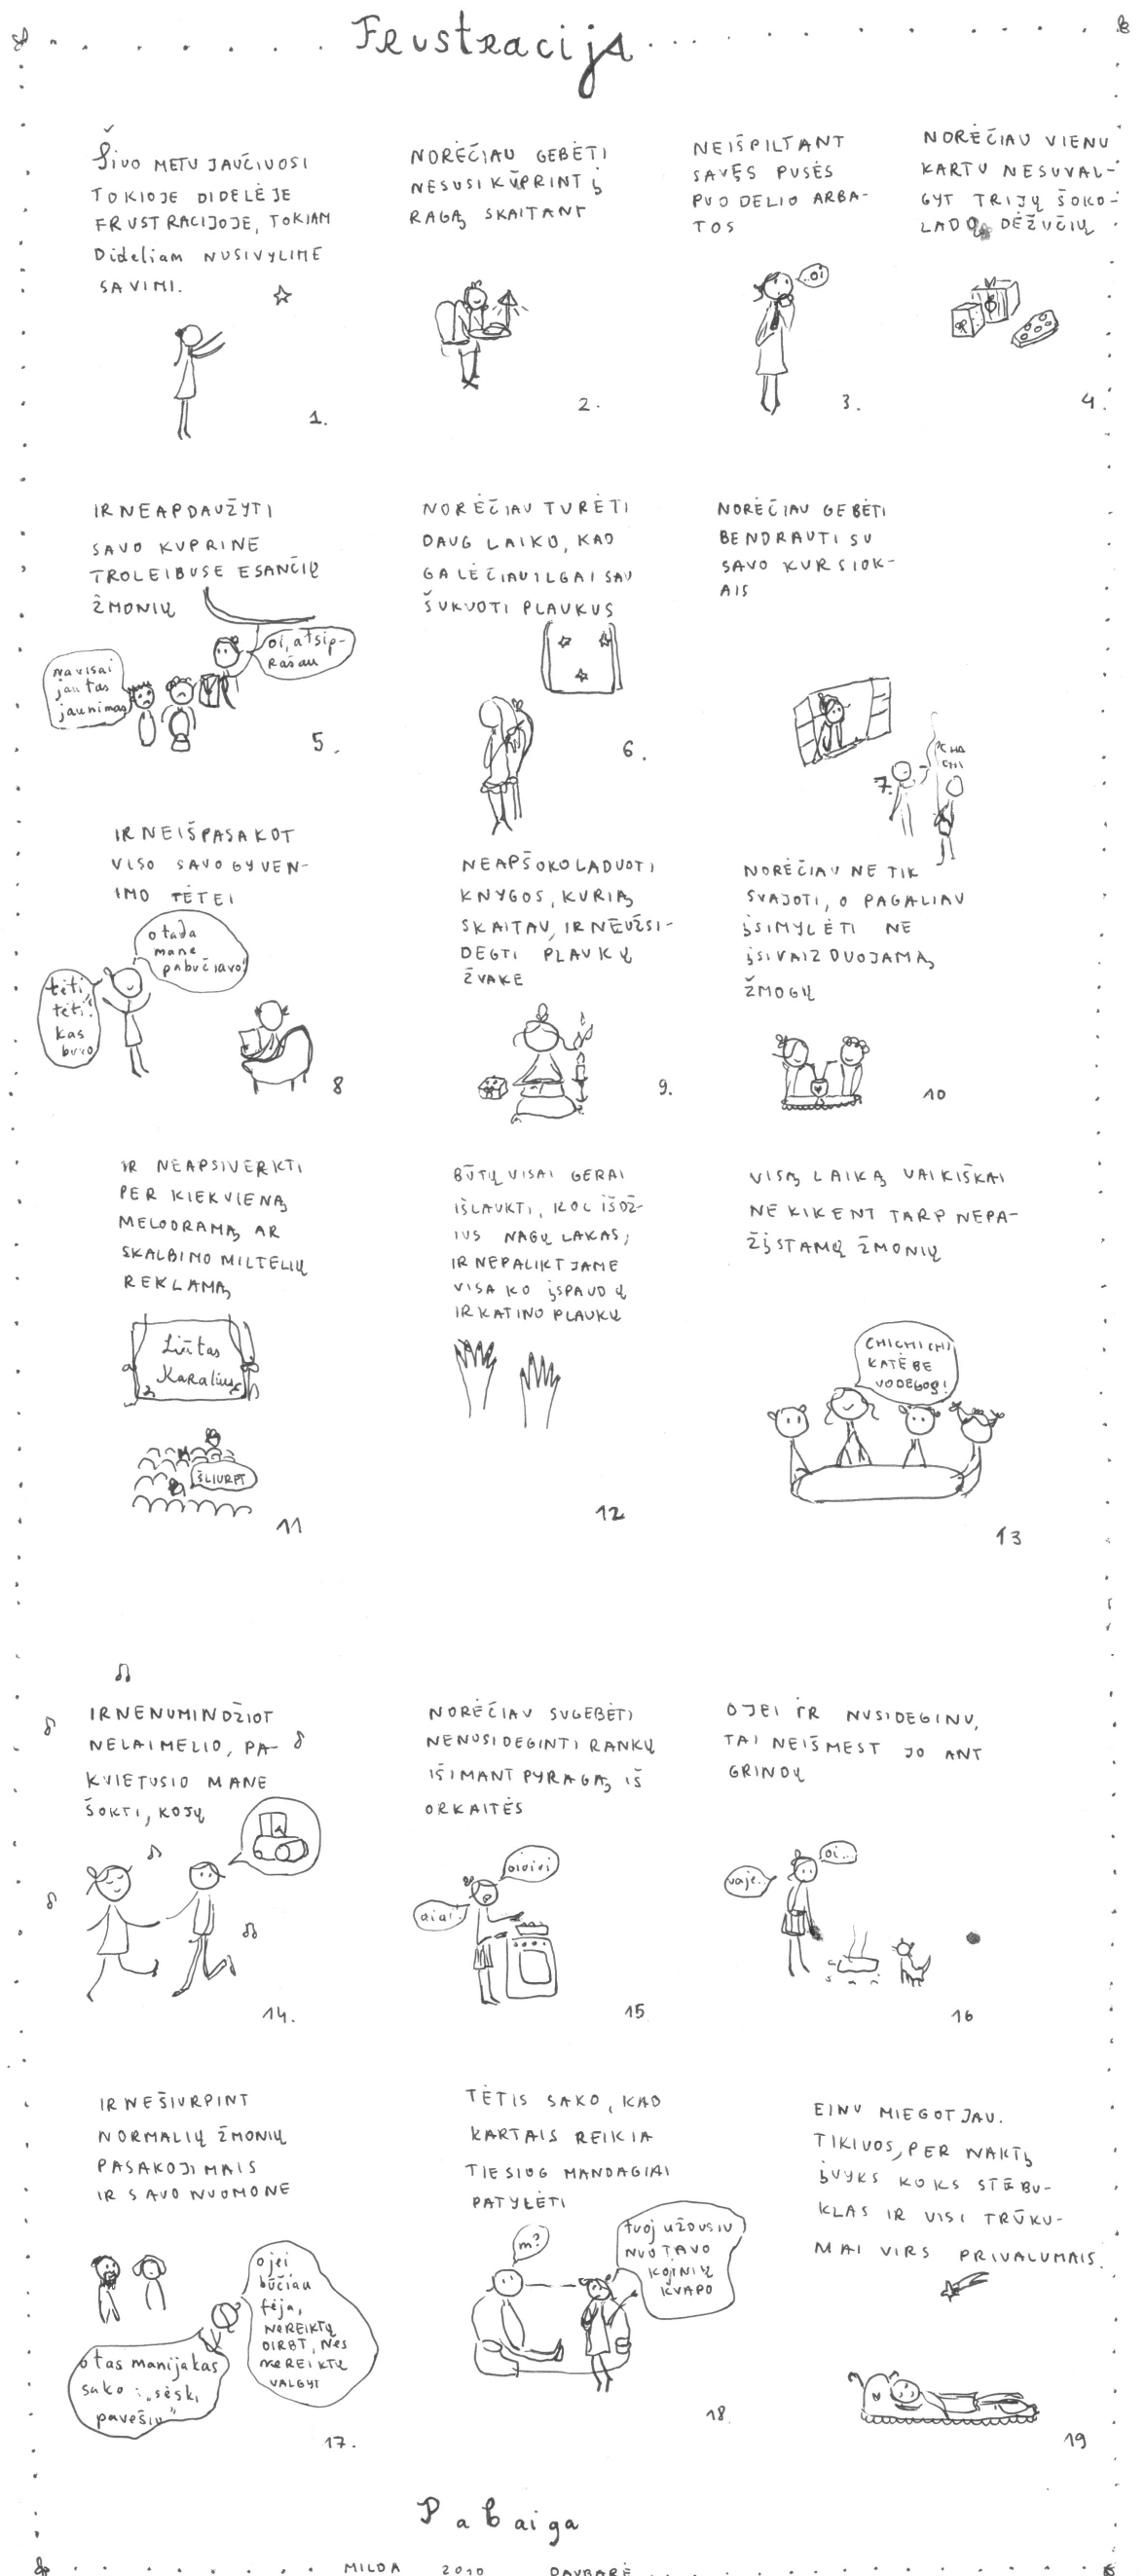 Frustracija
Šiuo METU JAUČIUOSI
TOKIOJE DIDELĖJE
FRUSTRACIJOJE, TOKIAM
Dideliam NUSIVYLIME
SAVIMI.
1.
NORĖČIAU GEBĖTI
NESUSIKŪPRINT Į
RAGĄ SKAITANT
2.
NEIŠPILTANT
SAVĘS PUSĖS
PUODELIO ARBA-
TOS
oi
3.
NORĖČIAU VIENU
KARTU NESUVAL-
GYT TRIJŲ ŠOKO-
LADO DĖŽUČIŲ
4.
IR NEAPDAUŽYTI
SAVO KUPRINE
TROLEIBUSE ESANČIŲ
ŽMONIŲ
oi, atsip-
rašau
na visai
jau tas
jaunimas
5.
NORĖČIAU TURĖTI
DAUG LAIKO, KAD
GALĖČIAU ILGAI SAU
ŠUKUOTI PLAUKUS
6.
NORĖČIAU GEBĖTI
BENDRAUTI SU
SAVO KURSIOK-
AIS
CHA
CHI
7.
IR NEIŠPASAKOT
VISO SAVO GYVEN-
IMO TĖTEI
tėti,
tėti!
kas
buvo
o tada
mane
pabučiavo!
8
NEAPŠOKOLADUOTI
KNYGOS, KURIĄ
SKAITAU, IR NEUŽSI-
DEGTI PLAUKŲ
ŽVAKE
9.
NORĖČIAU NE TIK
SVAJOTI, O PAGALIAU
ĮSIMYLĖTI NE
ĮSIVAIZDUOJAMĄ
ŽMOGŲ
10
IR NEAPSIVERKTI
PER KIEKVIENĄ
MELODRAMĄ AR
SKALBIMO MILTELIŲ
REKLAMĄ
Liūtas
Karalius
ŠLIURPT
11
BŪTŲ VISAI GERAI
IŠLAUKTI, KOL IŠDŽ-
IUS NAGŲ LAKAS,
IR NEPALIKT JAME
VISAKO ĮSPAUDŲ
IR KATINO PLAUKŲ
12
VISĄ LAIKĄ VAIKIŠKAI
NEKIKENT TARP NEPA-
ŽĮSTAMŲ ŽMONIŲ
CHICHICHI
KATĖ BE
VODEGOS!
13
IR NENUMINDŽIOT
NELAIMĖLIO, PA-
KVIETUSIO MANE
ŠOKTI, KOJŲ
14.
NORĖČIAU SUGEBĖTI
NENUSIDEGINTI RANKŲ
IŠIMANT PYRAGĄ IŠ
ORKAITĖS
oioioi
aia!
15
O JEI IR NUSIDEGINU,
TAI NEIŠMEST JO ANT
GRINDŲ
oi...
vaje..
16
IR NEŠIURPINT
NORMALIŲ ŽMONIŲ
PASAKOJIMAIS
IR SAVO NUOMONE
o jei
būčiau
fėja,
NEREIKTŲ
DIRBT, Nes
NEREIKTŲ
VALGYT
o tas manijakas
sako: „sėsk,
pavešiu"
17.
TĖTIS SAKO, KAD
KARTAIS REIKIA
TIESIOG MANDAGIAI
PATYLĖTI
m?
tuoj uždusiu
NUO TAVO
KOJINIŲ
KVAPO
18.
EINU MIEGOT JAU.
TIKIUOS, PER NAKTĮ
ĮVYKS KOKS STEBU-
KLAS IR VISI TRŪKU-
MAI VIRS PRIVALUMAIS.
19
Pabaiga
MILDA 2010 DAUBARĖ